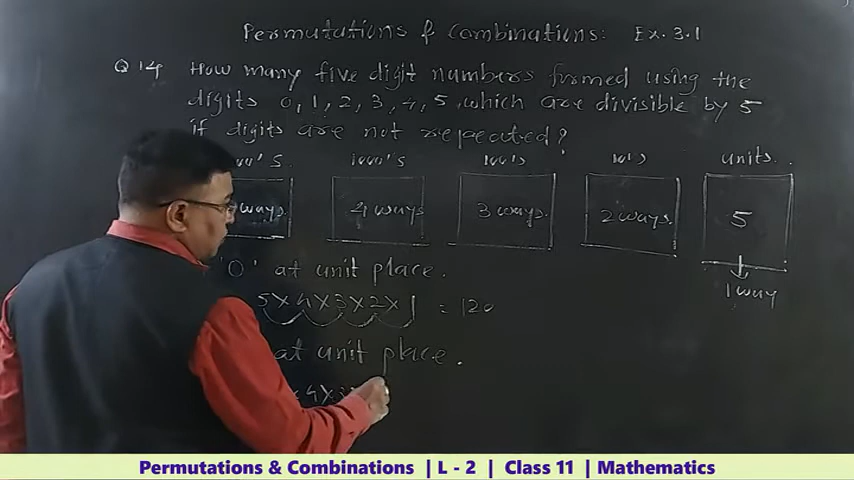 Permutations & Combinations: Ex. 3.1
Q 14 How many five digit numbers formed using the
digits 0, 1, 2, 3, 4, 5, which are divisible by 5
if digits are not repeated?
1000's 100's 10's units.
ways. 4 ways 3 ways. 2 ways. 5
1 way
'0' at unit place.
5 X 4 X 3 X 2 X 1 = 120
at unit place.
X 4 X 3
Permutations & Combinations | L - 2 | Class 11 | Mathematics